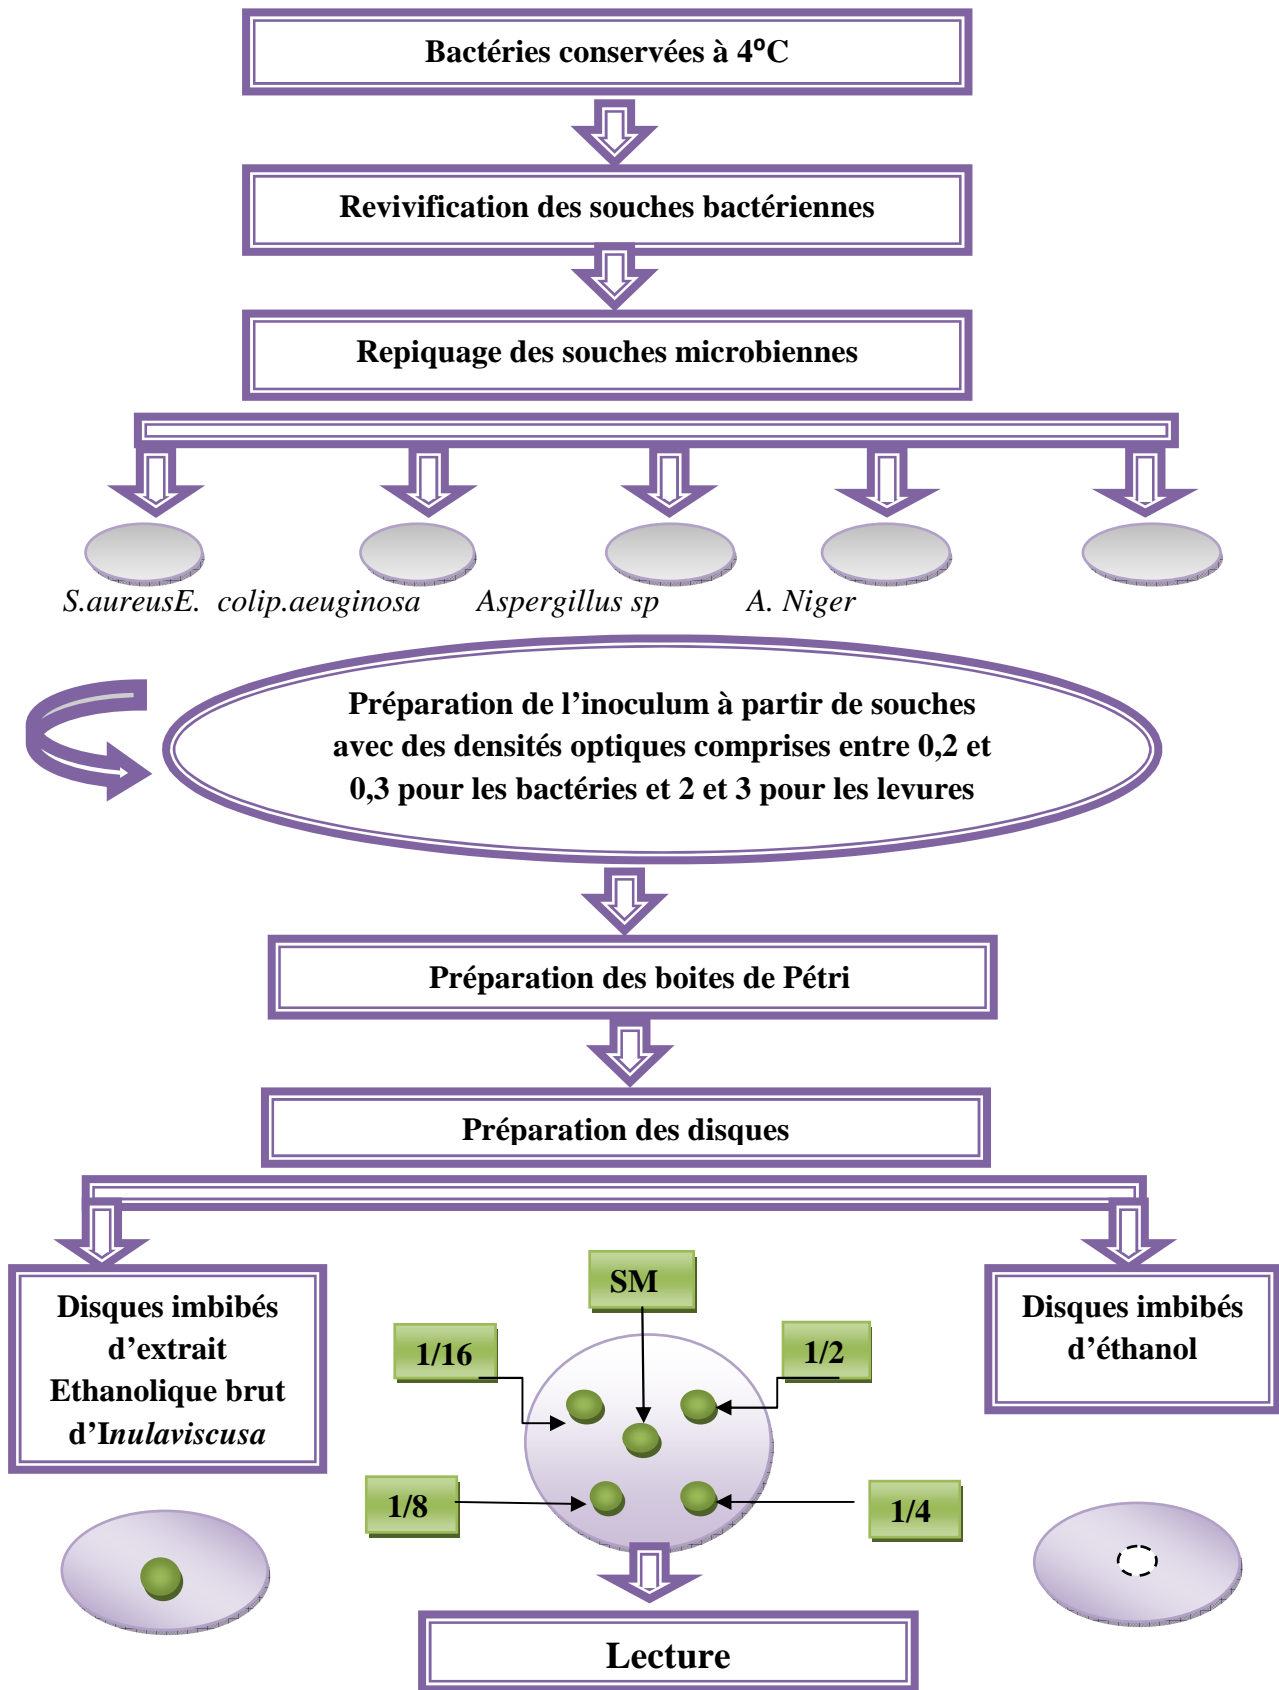 Bactéries conservées à 4°C
Revivification des souches bactériennes
Repiquage des souches microbiennes
S.aureusE. colip.aeuginosa Aspergillus sp A. Niger
Préparation de l'inoculum à partir de souches
avec des densités optiques comprises entre 0,2 et
0,3 pour les bactéries et 2 et 3 pour les levures
Préparation des boites de Pétri
Préparation des disques
Disques imbibés
d'extrait
Ethanolique brut
d'Inulaviscusa
SM
1/16
1/2
1/8
1/4
Disques imbibés
d'éthanol
Lecture